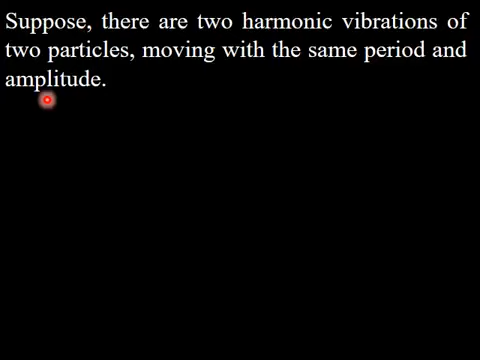 Suppose, there are two harmonic vibrations of
two particles, moving with the same period and
amplitude.